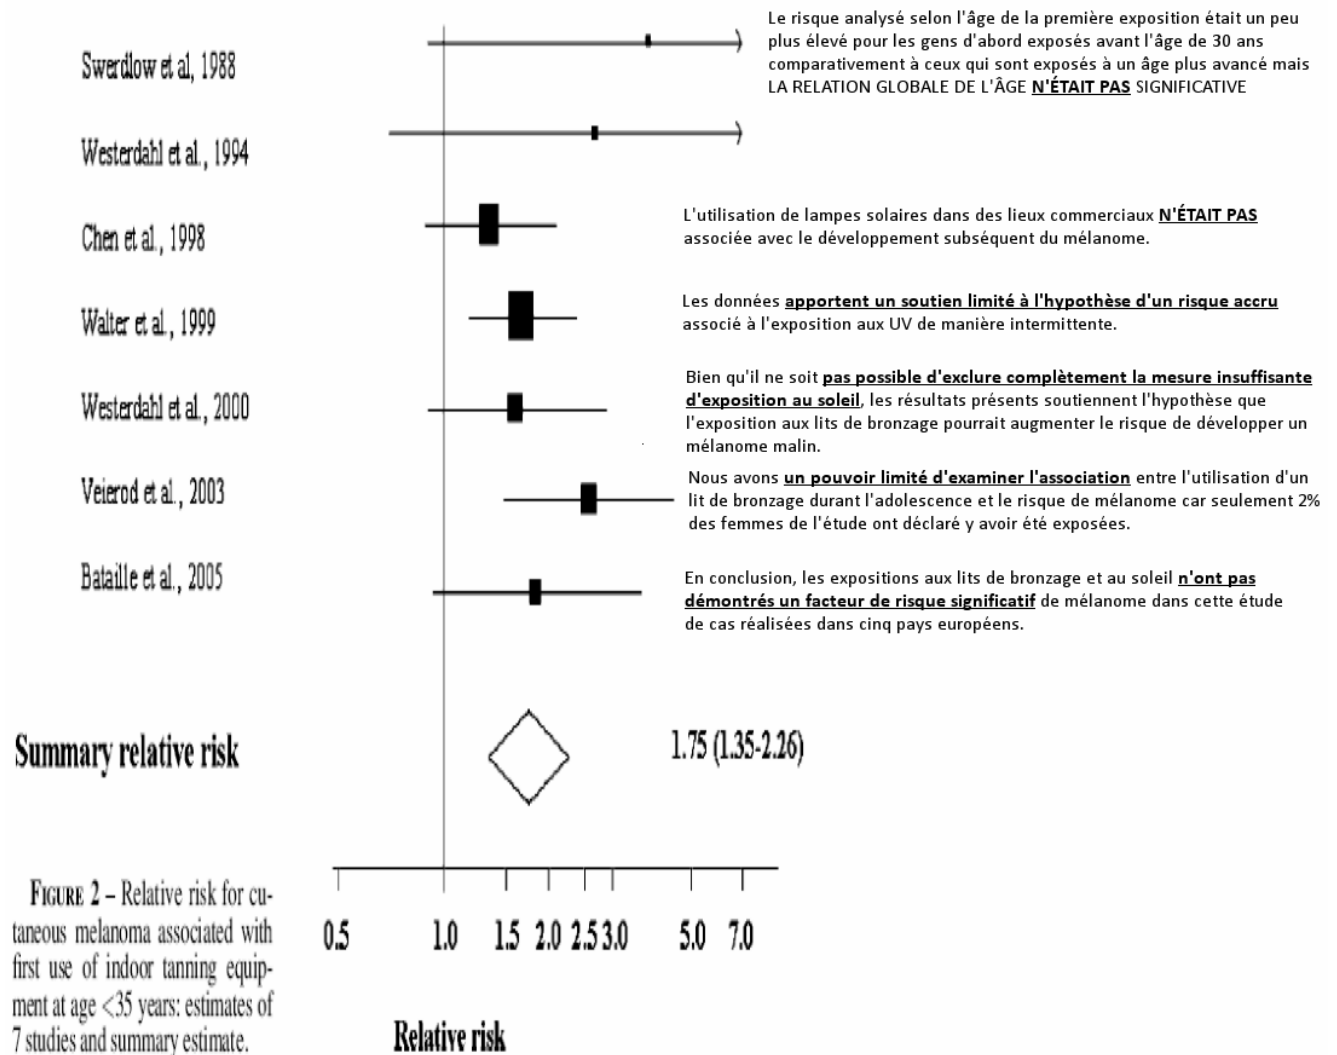 Le risque analysé selon l'âge de la première exposition était un peu
plus élevé pour les gens d'abord exposés avant l'âge de 30 ans
comparativement à ceux qui sont exposés à un âge plus avancé mais
LA RELATION GLOBALE DE L'ÂGE N'ÉTAIT PAS SIGNIFICATIVE
Swerdlow et al, 1988
Westerdahl et al., 1994
Chen et al., 1998
L'utilisation de lampes solaires dans des lieux commerciaux N'ÉTAIT PAS
associée avec le développement subséquent du mélanome.
Walter et al., 1999
Les données apportent un soutien limité à l'hypothèse d'un risque accru
associé à l'exposition aux UV de manière intermittente.
Westerdahl et al., 2000
Bien qu'il ne soit pas possible d'exclure complètement la mesure insuffisante
d'exposition au soleil, les résultats présents soutiennent l'hypothèse que
l'exposition aux lits de bronzage pourrait augmenter le risque de développer un
mélanome malin.
Veierod et al., 2003
Nous avons un pouvoir limité d'examiner l'association entre l'utilisation d'un
lit de bronzage durant l'adolescence et le risque de mélanome car seulement 2%
des femmes de l'étude ont déclaré y avoir été exposées.
Bataille et al., 2005
En conclusion, les expositions aux lits de bronzage et au soleil n'ont pas
démontrés un facteur de risque significatif de mélanome dans cette étude
de cas réalisées dans cinq pays européens.
Summary relative risk
1.75 (1.35-2.26)
0.5 1.0 1.5 2.0 2.5 3.0 5.0 7.0
Relative risk
FIGURE 2 – Relative risk for cu-
taneous melanoma associated with
first use of indoor tanning equip-
ment at age <35 years: estimates of
7 studies and summary estimate.